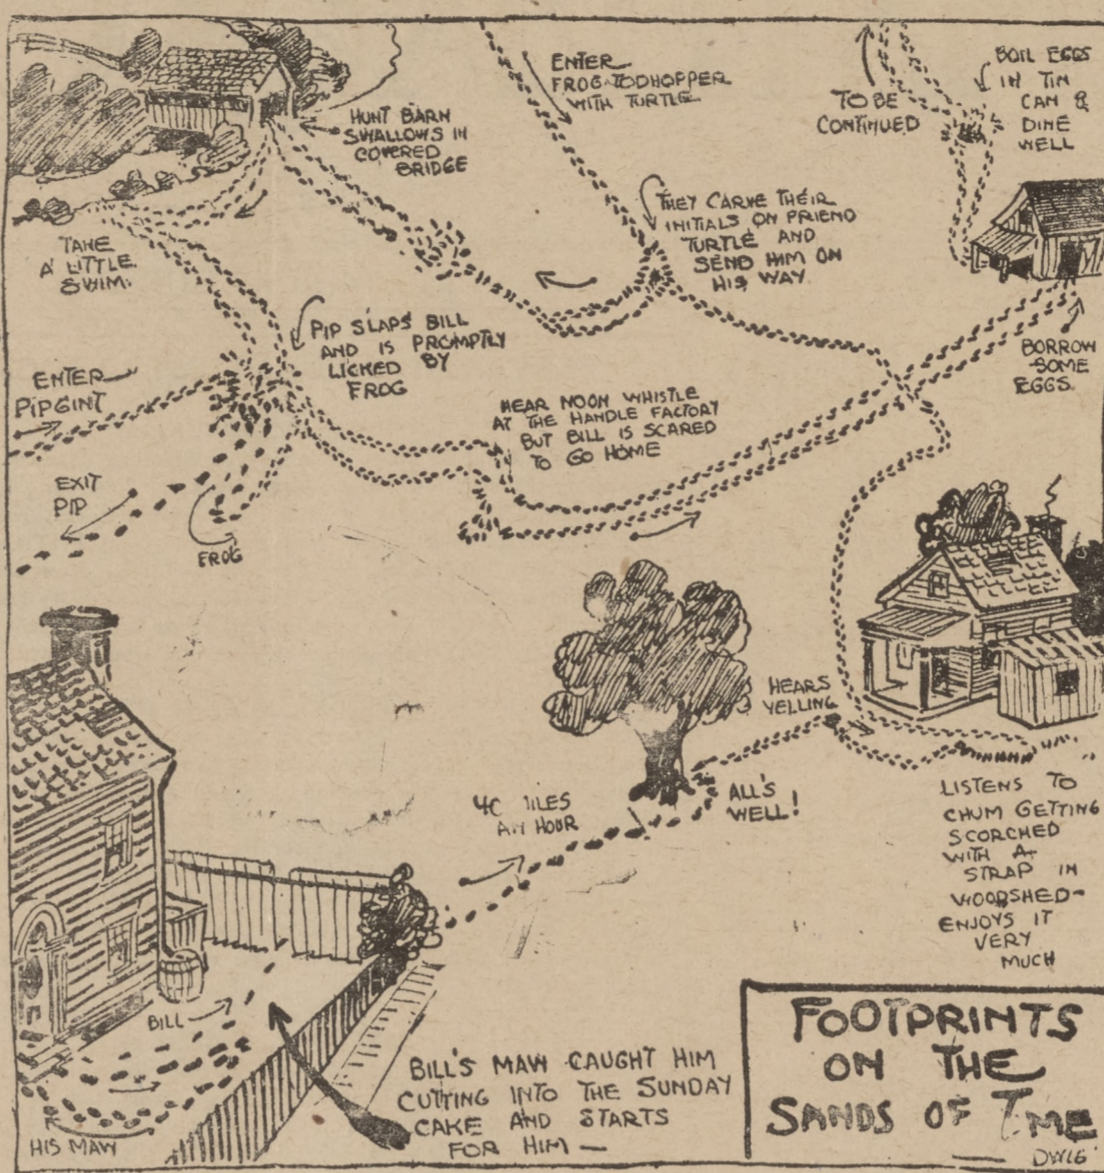 HUNT BARN
SWALLOWS IN
COVERED
BRIDGE
ENTER
FROG TODHOPPER
WITH TURTLE
TO BE
CONTINUED
BOIL EGGS
IN TIN
CAN &
DINE
WELL
TAKE
A LITTLE
SWIM.
THEY CARVE THEIR
INITIALS ON FRIEND
TURTLE AND
SEND HIM ON
HIS WAY
PIP SLAPS BILL
AND IS PROMPTLY
LICKED BY
FROG
BORROW
SOME
EGGS.
ENTER
PIPGINT
HEAR NOON WHISTLE
AT THE HANDLE FACTORY
BUT BILL IS SCARED
TO GO HOME
EXIT
PIP
FROG
HEARS
YELLING
ALL'S
WELL!
AN HOUR
LISTENS TO
CHUM GETTING
SCORCHED
WITH A
STRAP IN
WOODSHED-
ENJOYS IT
VERY
MUCH
BILL
HIS MAW
BILL'S MAW CAUGHT HIM
CUTTING INTO THE SUNDAY
CAKE AND STARTS
FOR HIM —
FOOTPRINTS
ON THE
SANDS OF TIME
— DWIG